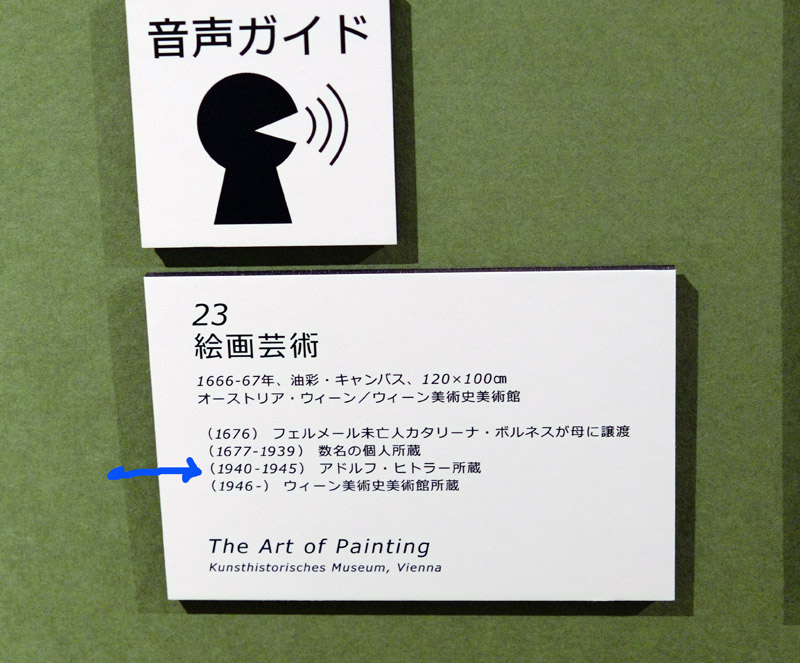 音声ガイド
23
絵画芸術
1666-67年、油彩・キャンバス、120×100㎝
オーストリア・ウィーン／ウィーン美術史美術館
（1676） フェルメール未亡人カタリーナ・ボルネスが母に譲渡
（1677-1939） 数名の個人所蔵
（1940-1945） アドルフ・ヒトラー所蔵
（1946-） ウィーン美術史美術館所蔵
The Art of Painting
Kunsthistorisches Museum, Vienna